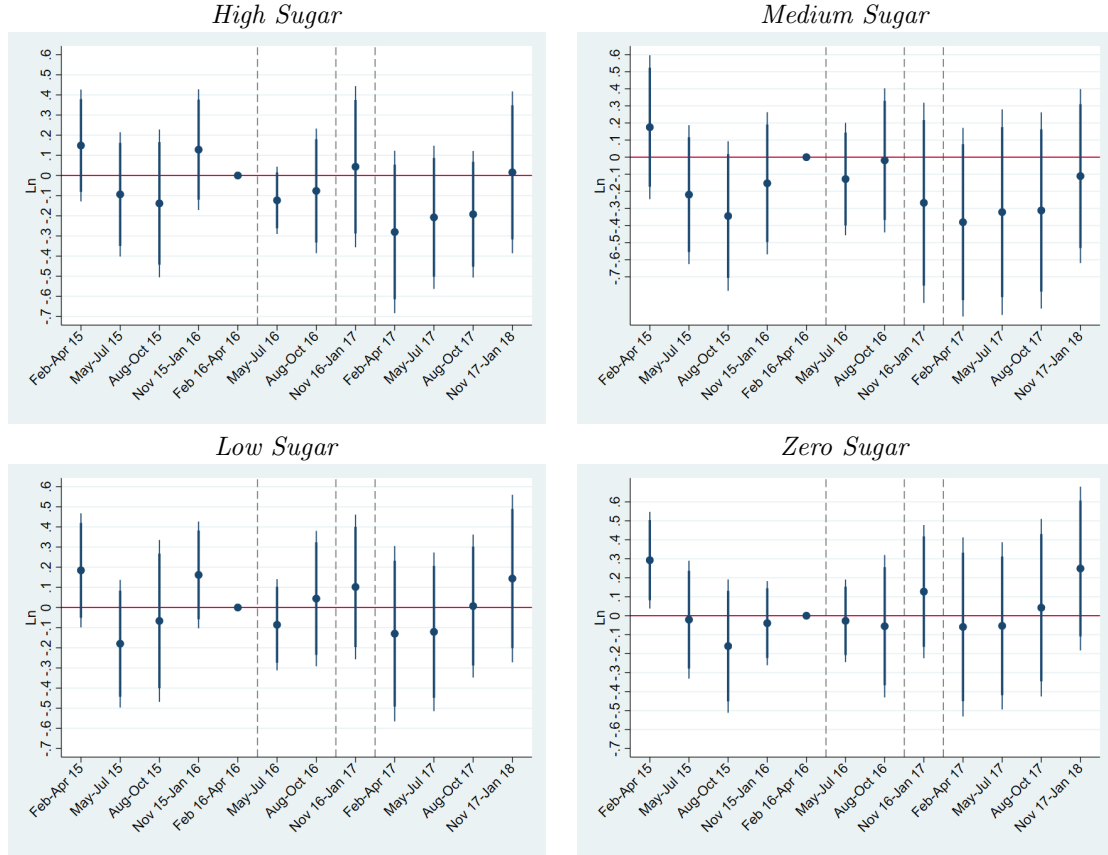 High Sugar
Medium Sugar
Ln
-.7 -.6 -.5 -.4 -.3 -.2 -.1 0 .1 .2 .3 .4 .5 .6
Feb-Apr 15
May-Jul 15
Aug-Oct 15
Nov 15-Jan 16
Feb 16-Apr 16
May-Jul 16
Aug-Oct 16
Nov 16-Jan 17
Feb-Apr 17
May-Jul 17
Aug-Oct 17
Nov 17-Jan 18
Ln
-.7 -.6 -.5 -.4 -.3 -.2 -.1 0 .1 .2 .3 .4 .5 .6
Feb-Apr 15
May-Jul 15
Aug-Oct 15
Nov 15-Jan 16
Feb 16-Apr 16
May-Jul 16
Aug-Oct 16
Nov 16-Jan 17
Feb-Apr 17
May-Jul 17
Aug-Oct 17
Nov 17-Jan 18
Low Sugar
Zero Sugar
Ln
-.7 -.6 -.5 -.4 -.3 -.2 -.1 0 .1 .2 .3 .4 .5 .6
Feb-Apr 15
May-Jul 15
Aug-Oct 15
Nov 15-Jan 16
Feb 16-Apr 16
May-Jul 16
Aug-Oct 16
Nov 16-Jan 17
Feb-Apr 17
May-Jul 17
Aug-Oct 17
Nov 17-Jan 18
Ln
-.7 -.6 -.5 -.4 -.3 -.2 -.1 0 .1 .2 .3 .4 .5 .6
Feb-Apr 15
May-Jul 15
Aug-Oct 15
Nov 15-Jan 16
Feb 16-Apr 16
May-Jul 16
Aug-Oct 16
Nov 16-Jan 17
Feb-Apr 17
May-Jul 17
Aug-Oct 17
Nov 17-Jan 18